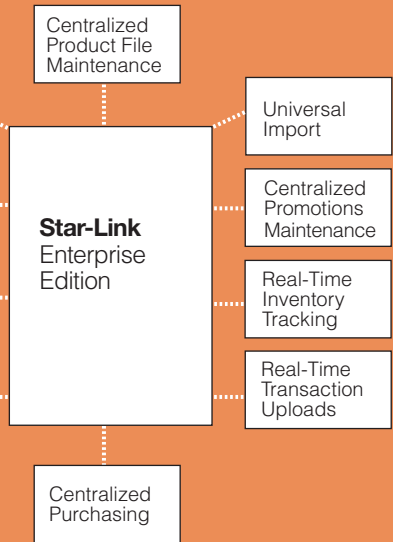 Centralized
Product File
Maintenance
Universal
Import
Star-Link
Enterprise
Edition
Centralized
Promotions
Maintenance
Real-Time
Inventory
Tracking
Real-Time
Transaction
Uploads
Centralized
Purchasing